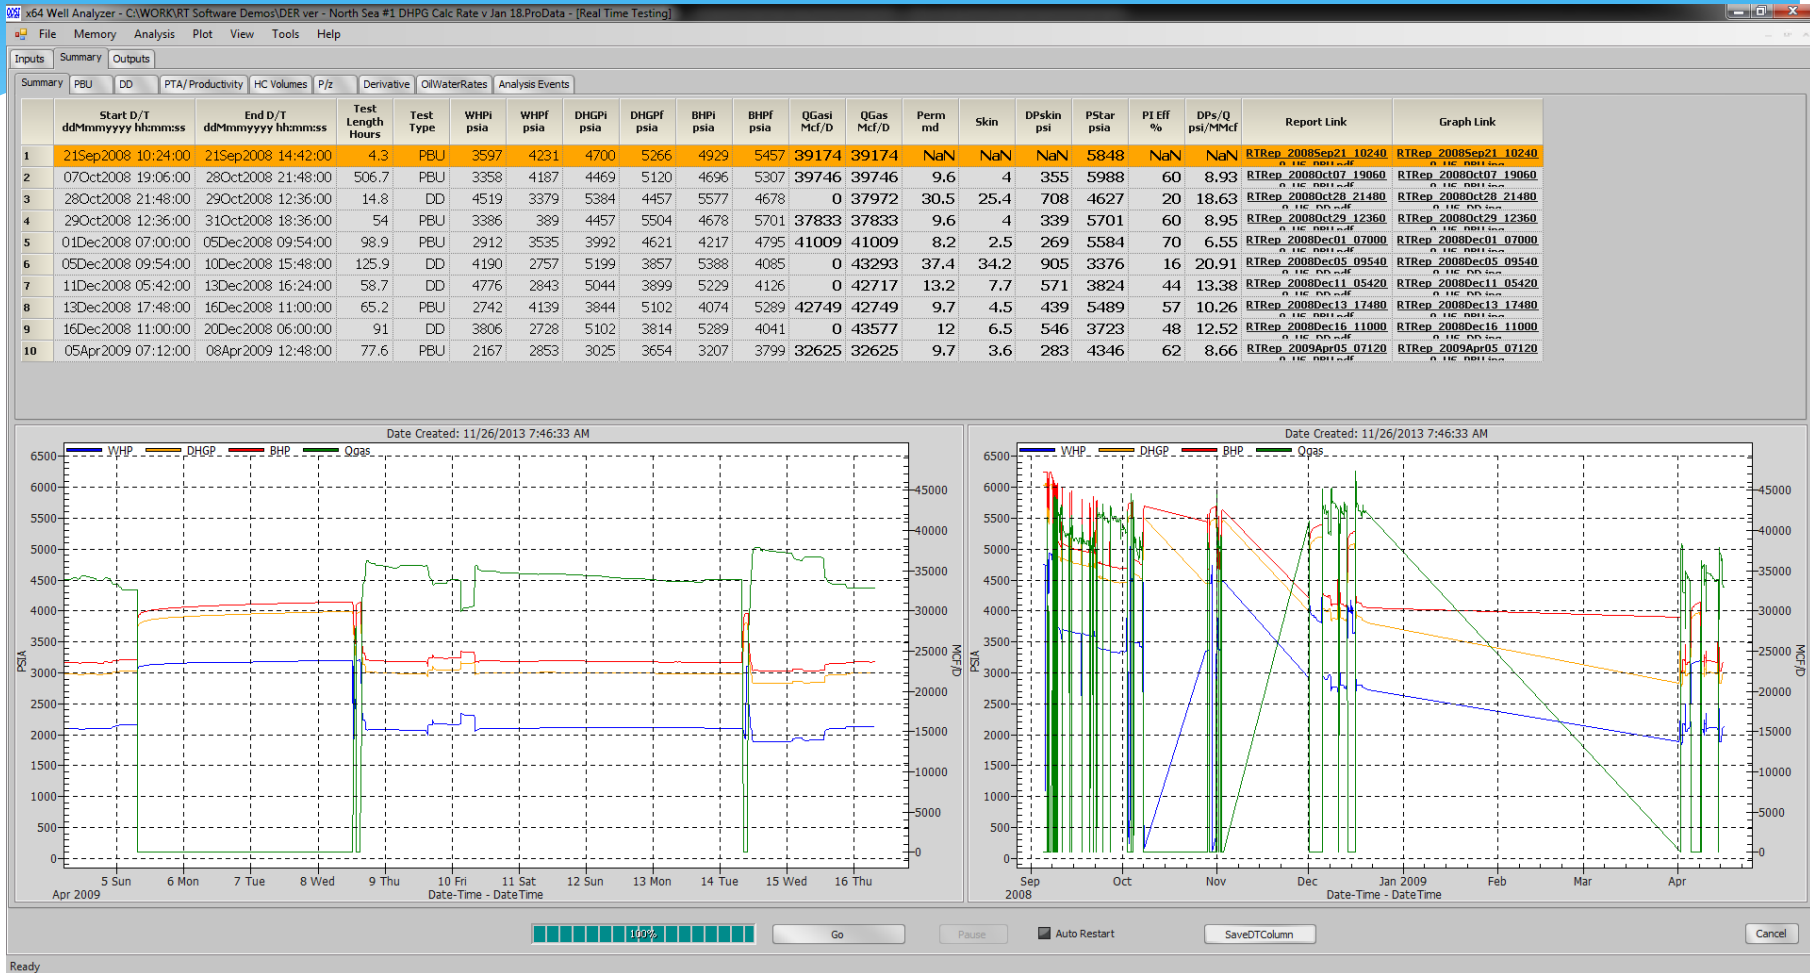 x64 Well Analyzer - C:\WORK\RT Software Demos\DER ver - North Sea #1 DHPG Calc Rate v Jan 18.ProData - [Real Time Testing]
File Memory Analysis Plot View Tools Help
Inputs Summary Outputs
Summary PBU DD PTA/Productivity HC Volumes P/z Derivative OilWaterRates Analysis Events
Start D/T ddMmmyyyy hh:mm:ss End D/T ddMmmyyyy hh:mm:ss Test Length Hours Test Type WHPi psia WHPf psia DHGPi psia DHGPf psia BHPi psia BHPf psia QGasi Mcf/D QGas Mcf/D Perm md Skin DPskin psi PStar psia PI Eff % DPs/Q psi/MMcf Report Link Graph Link
1 21Sep2008 10:24:00 21Sep2008 14:42:00 4.3 PBU 3597 4231 4700 5266 4929 5457 39174 39174 NaN NaN NaN 5848 NaN NaN RTRep_2008Sep21_10240 RTRep_2008Sep21_10240
2 07Oct2008 19:06:00 28Oct2008 21:48:00 506.7 PBU 3358 4187 4469 5120 4696 5307 39746 39746 9.6 4 355 5988 60 8.93 RTRep_2008Oct07_19060 RTRep_2008Oct07_19060
3 28Oct2008 21:48:00 29Oct2008 12:36:00 14.8 DD 4519 3379 5384 4457 5577 4678 0 37972 30.5 25.4 708 4627 20 18.63 RTRep_2008Oct28_21480 RTRep_2008Oct28_21480
4 29Oct2008 12:36:00 31Oct2008 18:36:00 54 PBU 3386 389 4457 5504 4678 5701 37833 37833 9.6 4 339 5701 60 8.95 RTRep_2008Oct29_12360 RTRep_2008Oct29_12360
5 01Dec2008 07:00:00 05Dec2008 09:54:00 98.9 PBU 2912 3535 3992 4621 4217 4795 41009 41009 8.2 2.5 269 5584 70 6.55 RTRep_2008Dec01_07000 RTRep_2008Dec01_07000
6 05Dec2008 09:54:00 10Dec2008 15:48:00 125.9 DD 4190 2757 5199 3857 5388 4085 0 43293 37.4 34.2 905 3376 16 20.91 RTRep_2008Dec05_09540 RTRep_2008Dec05_09540
7 11Dec2008 05:42:00 13Dec2008 16:24:00 58.7 DD 4776 2843 5044 3899 5229 4126 0 42717 13.2 7.7 571 3824 44 13.38 RTRep_2008Dec11_05420 RTRep_2008Dec11_05420
8 13Dec2008 17:48:00 16Dec2008 11:00:00 65.2 PBU 2742 4139 3844 5102 4074 5289 42749 42749 9.7 4.5 439 5489 57 10.26 RTRep_2008Dec13_17480 RTRep_2008Dec13_17480
9 16Dec2008 11:00:00 20Dec2008 06:00:00 91 DD 3806 2728 5102 3814 5289 4041 0 43577 12 6.5 546 3723 48 12.52 RTRep_2008Dec16_11000 RTRep_2008Dec16_11000
10 05Apr2009 07:12:00 08Apr2009 12:48:00 77.6 PBU 2167 2853 3025 3654 3207 3799 32625 32625 9.7 3.6 283 4346 62 8.66 RTRep_2009Apr05_07120 RTRep_2009Apr05_07120
Date Created: 11/26/2013 7:46:33 AM
WHP DHGP BHP Qgas
6500
6000
5500
5000
4500
4000
3500
3000
2500
2000
1500
1000
500
0
PSIA
45000
40000
35000
30000
25000
20000
15000
10000
5000
0
MCF/D
5 Sun 6 Mon 7 Tue 8 Wed 9 Thu 10 Fri 11 Sat 12 Sun 13 Mon 14 Tue 15 Wed 16 Thu
Apr 2009 Date-Time - DateTime
Date Created: 11/26/2013 7:46:33 AM
WHP DHGP BHP Qgas
6500
6000
5500
5000
4500
4000
3500
3000
2500
2000
1500
1000
500
0
PSIA
45000
40000
35000
30000
25000
20000
15000
10000
5000
0
MCF/D
Sep Oct Nov Dec Jan 2009 Feb Mar Apr
2008 Date-Time - DateTime
100% Go Pause Auto Restart SaveDTColumn Cancel
Ready